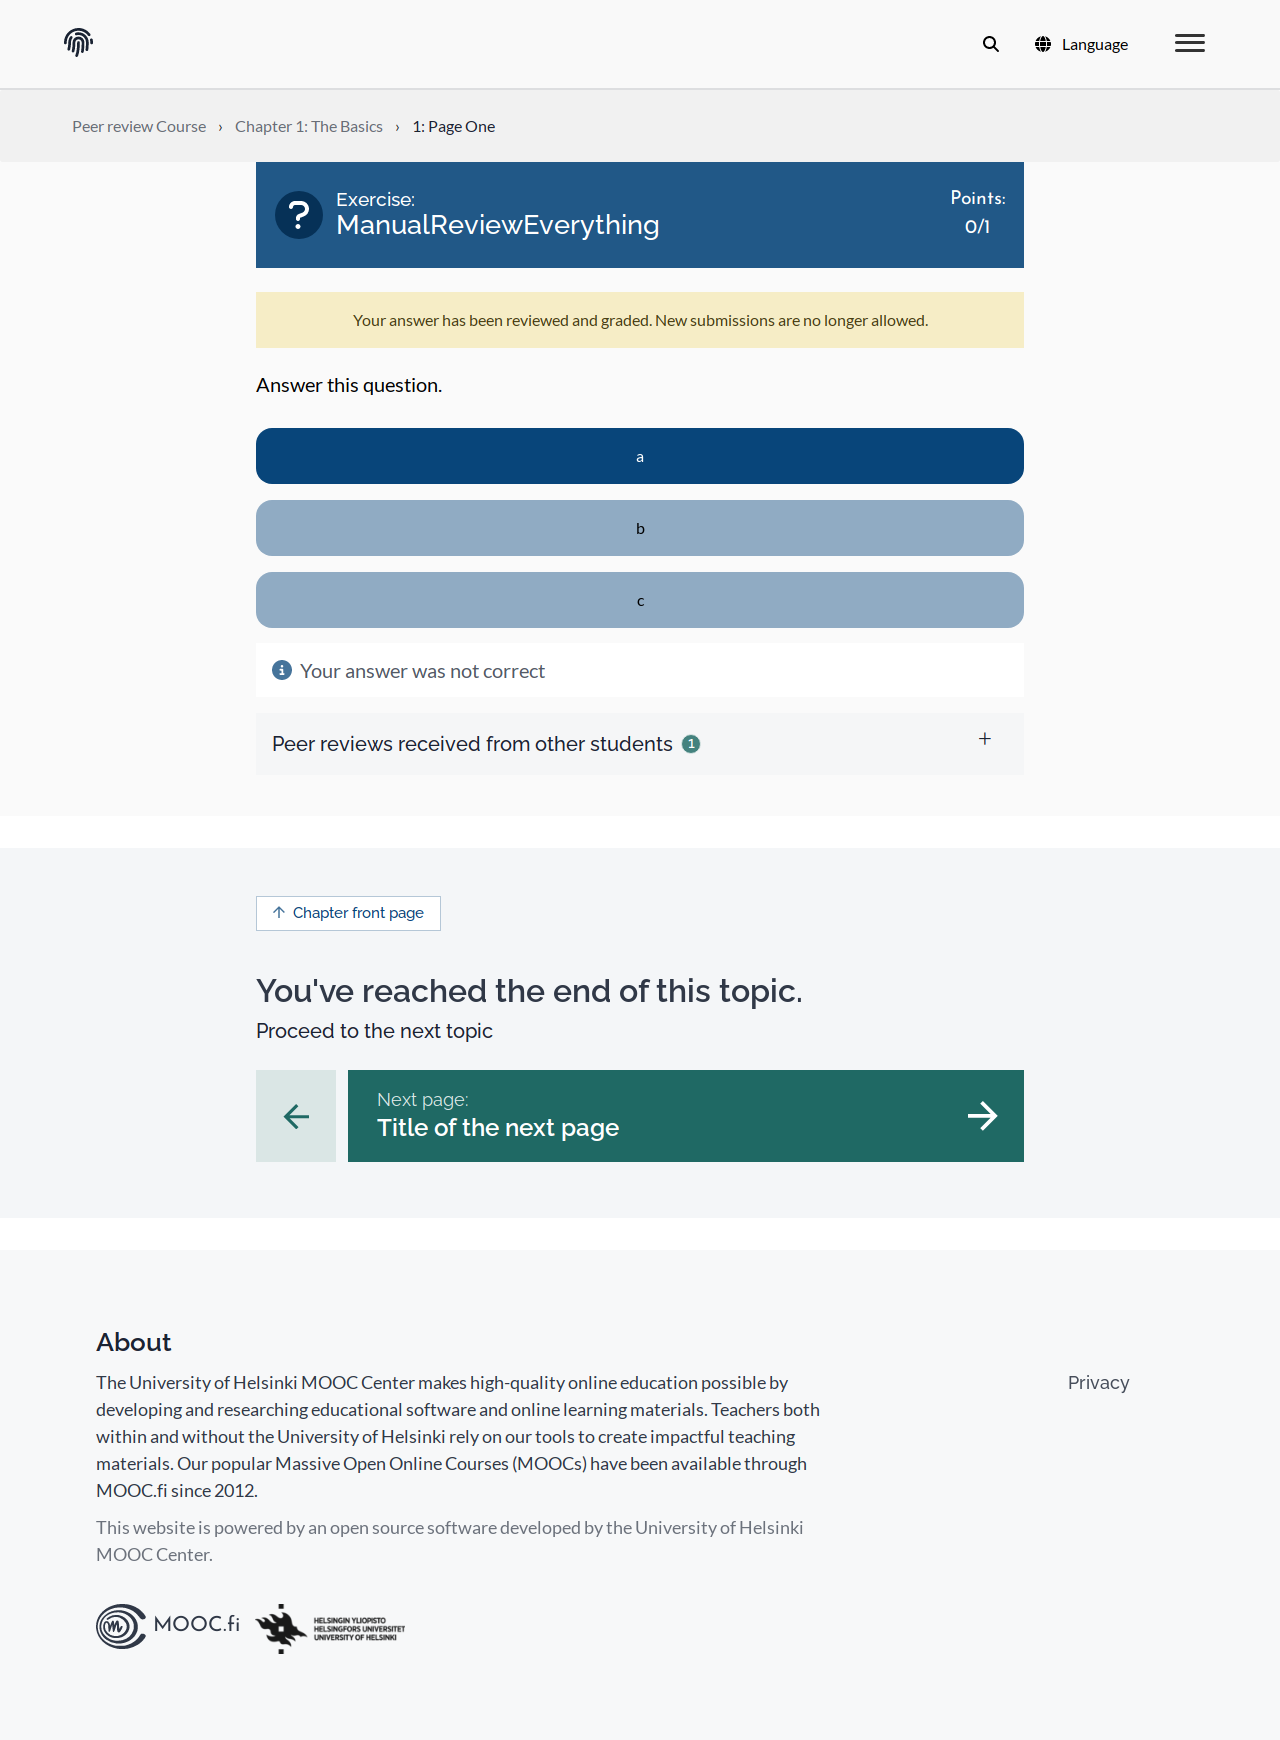 Language
Peer review Course › Chapter 1: The Basics › 1: Page One
Exercise:
ManualReviewEverything
Points:
0/1
Your answer has been reviewed and graded. New submissions are no longer allowed.
Answer this question.
a
b
c
Your answer was not correct
Peer reviews received from other students 1
Chapter front page
You've reached the end of this topic.
Proceed to the next topic
Next page:
Title of the next page
About
The University of Helsinki MOOC Center makes high-quality online education possible by
developing and researching educational software and online learning materials. Teachers both
within and without the University of Helsinki rely on our tools to create impactful teaching
materials. Our popular Massive Open Online Courses (MOOCs) have been available through
MOOC.fi since 2012.
Privacy
This website is powered by an open source software developed by the University of Helsinki
MOOC Center.
MOOC.fi
HELSINGIN YLIOPISTO
HELSINGFORS UNIVERSITET
UNIVERSITY OF HELSINKI